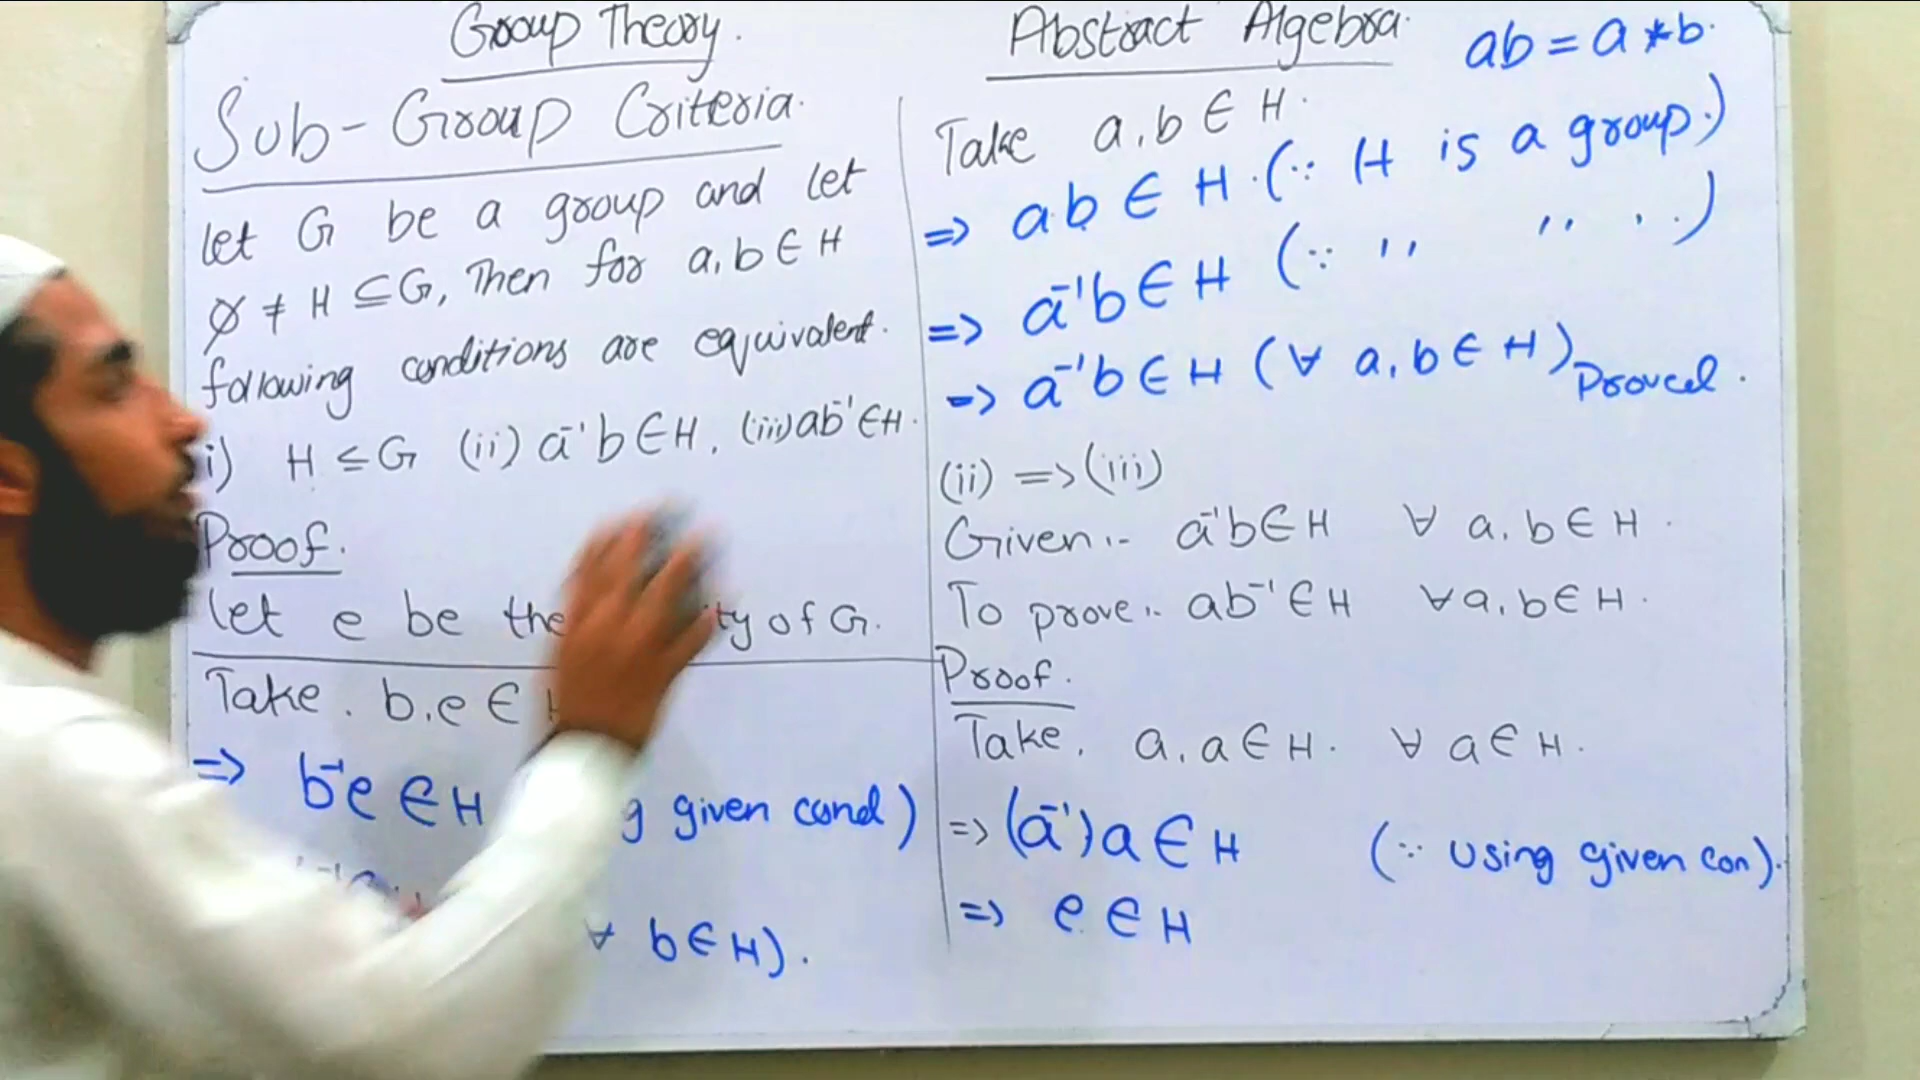 Group Theory.
Sub-Group Criteria.
let G be a group and let
∅ ≠ H ⊆ G, Then for a,b ∈ H
following conditions are equivalent.
i) H ≤ G (ii) a⁻¹b ∈ H, (iii) ab⁻¹ ∈ H.
Proof.
let e be the ty of G.
Take. b,e ∈
=> b⁻¹e ∈ H given cond)
∀ b ∈ H).
Abstract Algebra.
ab = a * b.
Take a,b ∈ H.
=> ab ∈ H. (∵ H is a group.)
=> a⁻¹b ∈ H (∵ ,, ,, ..)
=> a⁻¹b ∈ H (∀ a,b ∈ H) Proved.
(ii) => (iii)
Given:- a⁻¹b ∈ H ∀ a,b ∈ H.
To prove:- ab⁻¹ ∈ H ∀ a,b ∈ H.
Proof.
Take, a,a ∈ H. ∀ a ∈ H.
=> (a⁻¹)a ∈ H (∵ using given con).
=> e ∈ H